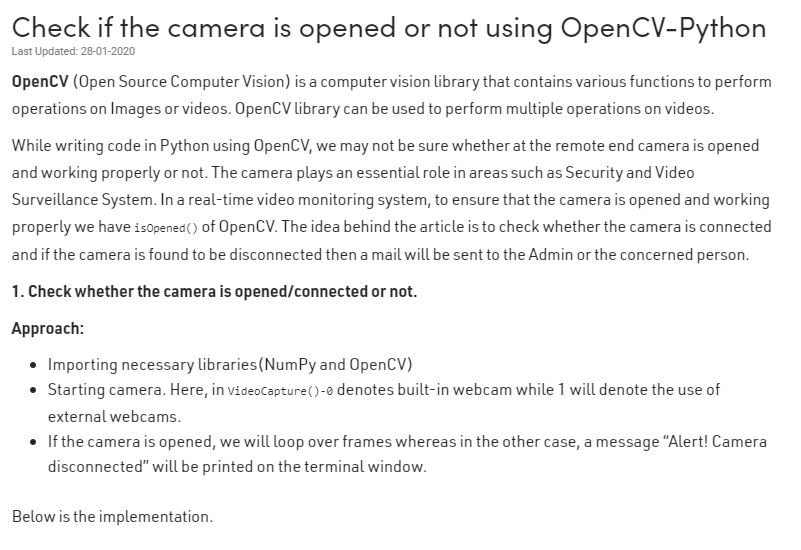 Check if the camera is opened or not using OpenCV-Python
Last Updated: 28-01-2020
OpenCV (Open Source Computer Vision) is a computer vision library that contains various functions to perform
operations on Images or videos. OpenCV library can be used to perform multiple operations on videos.
While writing code in Python using OpenCV, we may not be sure whether at the remote end camera is opened
and working properly or not. The camera plays an essential role in areas such as Security and Video
Surveillance System. In a real-time video monitoring system, to ensure that the camera is opened and working
properly we have isOpened() of OpenCV. The idea behind the article is to check whether the camera is connected
and if the camera is found to be disconnected then a mail will be sent to the Admin or the concerned person.
1. Check whether the camera is opened/connected or not.
Approach:
• Importing necessary libraries(NumPy and OpenCV)
• Starting camera. Here, in VideoCapture()-0 denotes built-in webcam while 1 will denote the use of
external webcams.
• If the camera is opened, we will loop over frames whereas in the other case, a message “Alert! Camera
disconnected” will be printed on the terminal window.
Below is the implementation.